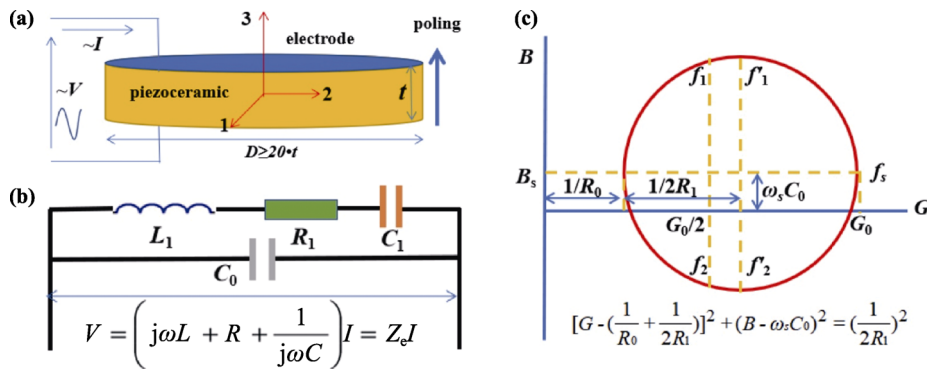 (a)
3
electrode
poling
~I
~V
piezoceramic
2
1
t
D≥20•t
(b)
L₁
R₁
C₁
C₀
V = (jωL + R + 1/jωC) I = ZₑI
(c)
B
f₁
f'₁
Bₛ
1/R₀
1/2R₁
ωₛC₀
fₛ
G
G₀/2
G₀
f₂
f'₂
[G -(1/R₀ + 1/2R₁)]² + (B - ωₛC₀)² = (1/2R₁)²